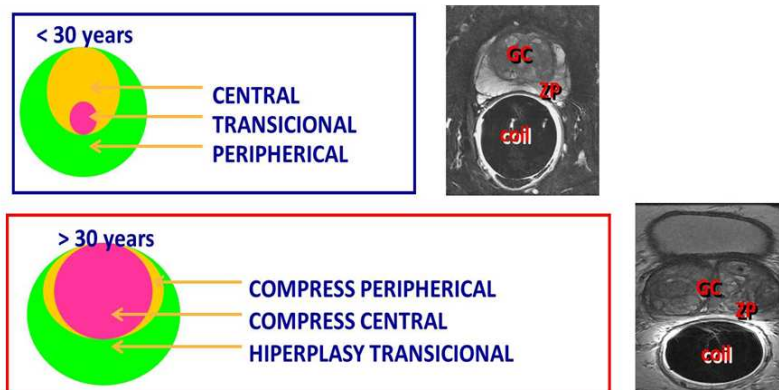 < 30 years
CENTRAL
TRANSICIONAL
PERIPHERICAL
GC
ZP
coil
> 30 years
COMPRESS PERIPHERICAL
COMPRESS CENTRAL
HIPERPLASY TRANSICIONAL
GC
ZP
coil